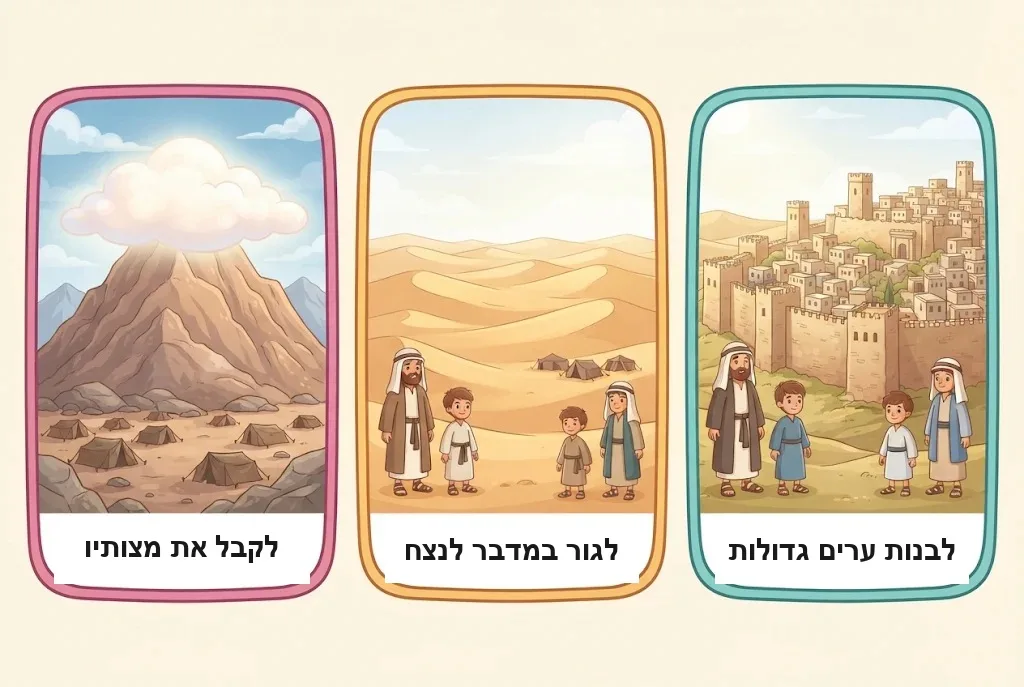 לבנות ערים גדולות
לגור במדבר לנצח
לקבל את מצותיו